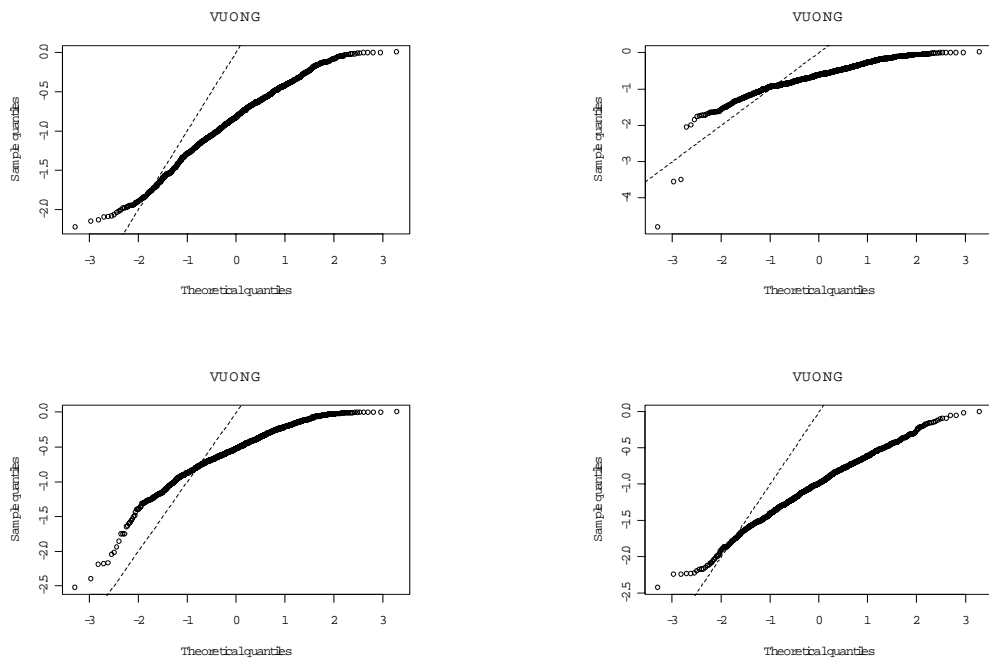 VUONG
Sample quantiles
0.0
-0.5
-1.0
-1.5
-2.0
-3 -2 -1 0 1 2 3
Theoretical quantiles
VUONG
Sample quantiles
0
-1
-2
-3
-4
-3 -2 -1 0 1 2 3
Theoretical quantiles
VUONG
Sample quantiles
0.0
-0.5
-1.0
-1.5
-2.0
-2.5
-3 -2 -1 0 1 2 3
Theoretical quantiles
VUONG
Sample quantiles
0.0
-0.5
-1.0
-1.5
-2.0
-2.5
-3 -2 -1 0 1 2 3
Theoretical quantiles